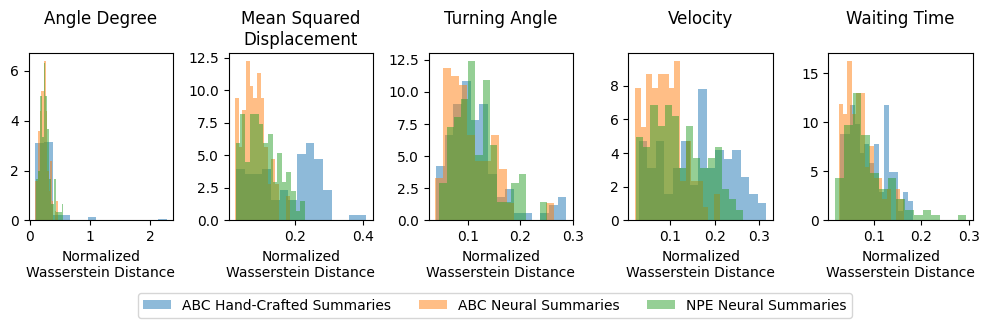 Angle Degree
Mean Squared
Displacement
Turning Angle
Velocity
Waiting Time
6
4
2
0
0
1
2
Normalized
Wasserstein Distance
12.5
10.0
7.5
5.0
2.5
0.0
0.2
0.4
Normalized
Wasserstein Distance
12.5
10.0
7.5
5.0
2.5
0.0
0.1
0.2
0.3
Normalized
Wasserstein Distance
8
6
4
2
0
0.1
0.2
0.3
Normalized
Wasserstein Distance
15
10
5
0
0.1
0.2
0.3
Normalized
Wasserstein Distance
ABC Hand-Crafted Summaries
ABC Neural Summaries
NPE Neural Summaries